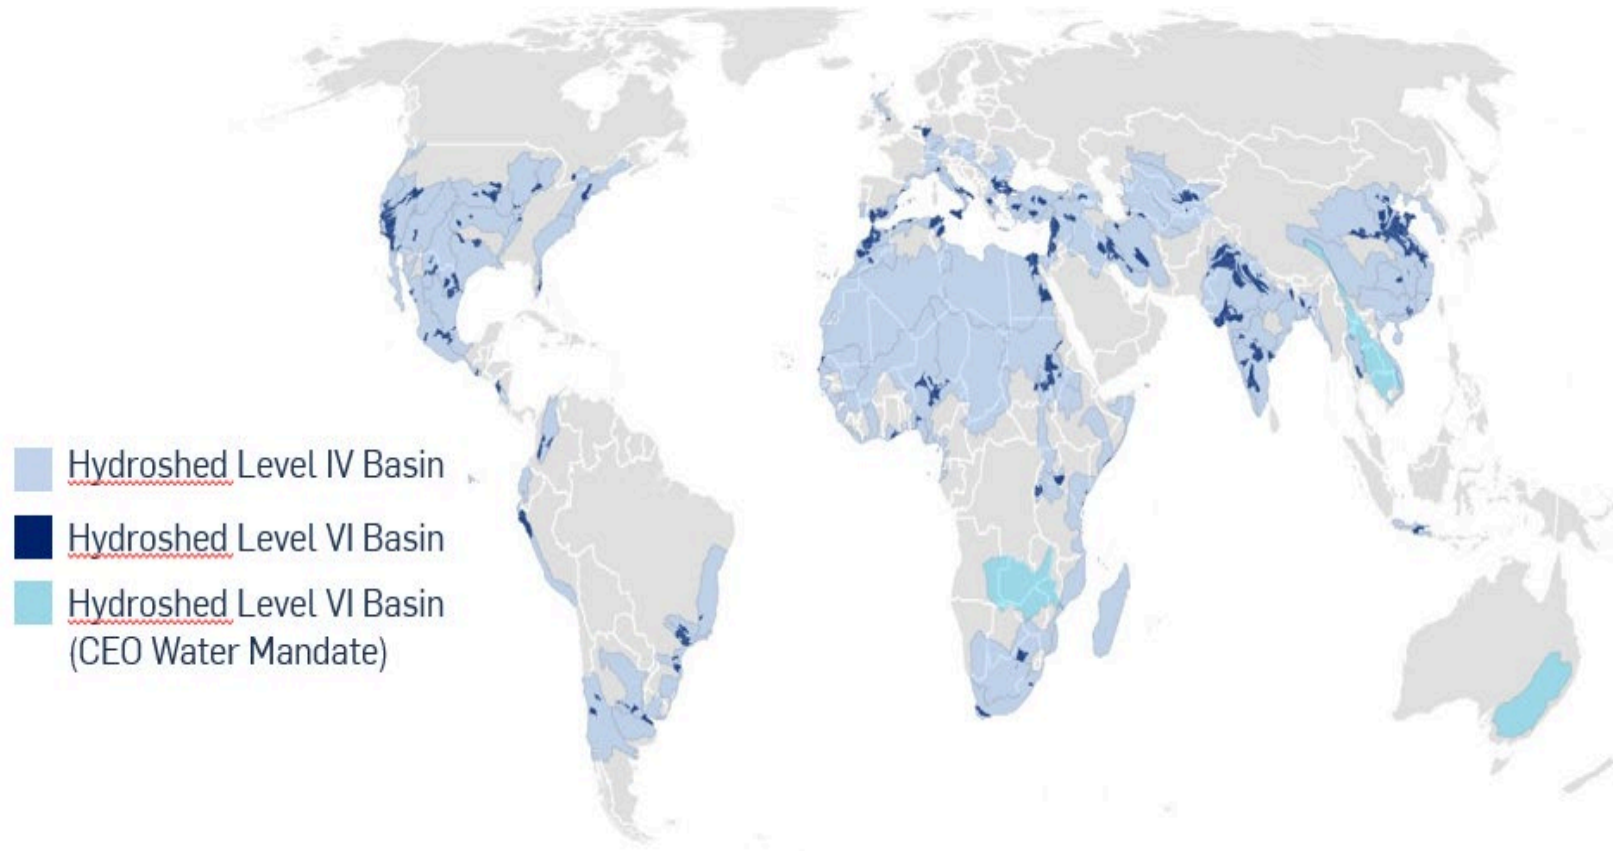 Hydroshed Level IV Basin
Hydroshed Level VI Basin
Hydroshed Level VI Basin
(CEO Water Mandate)